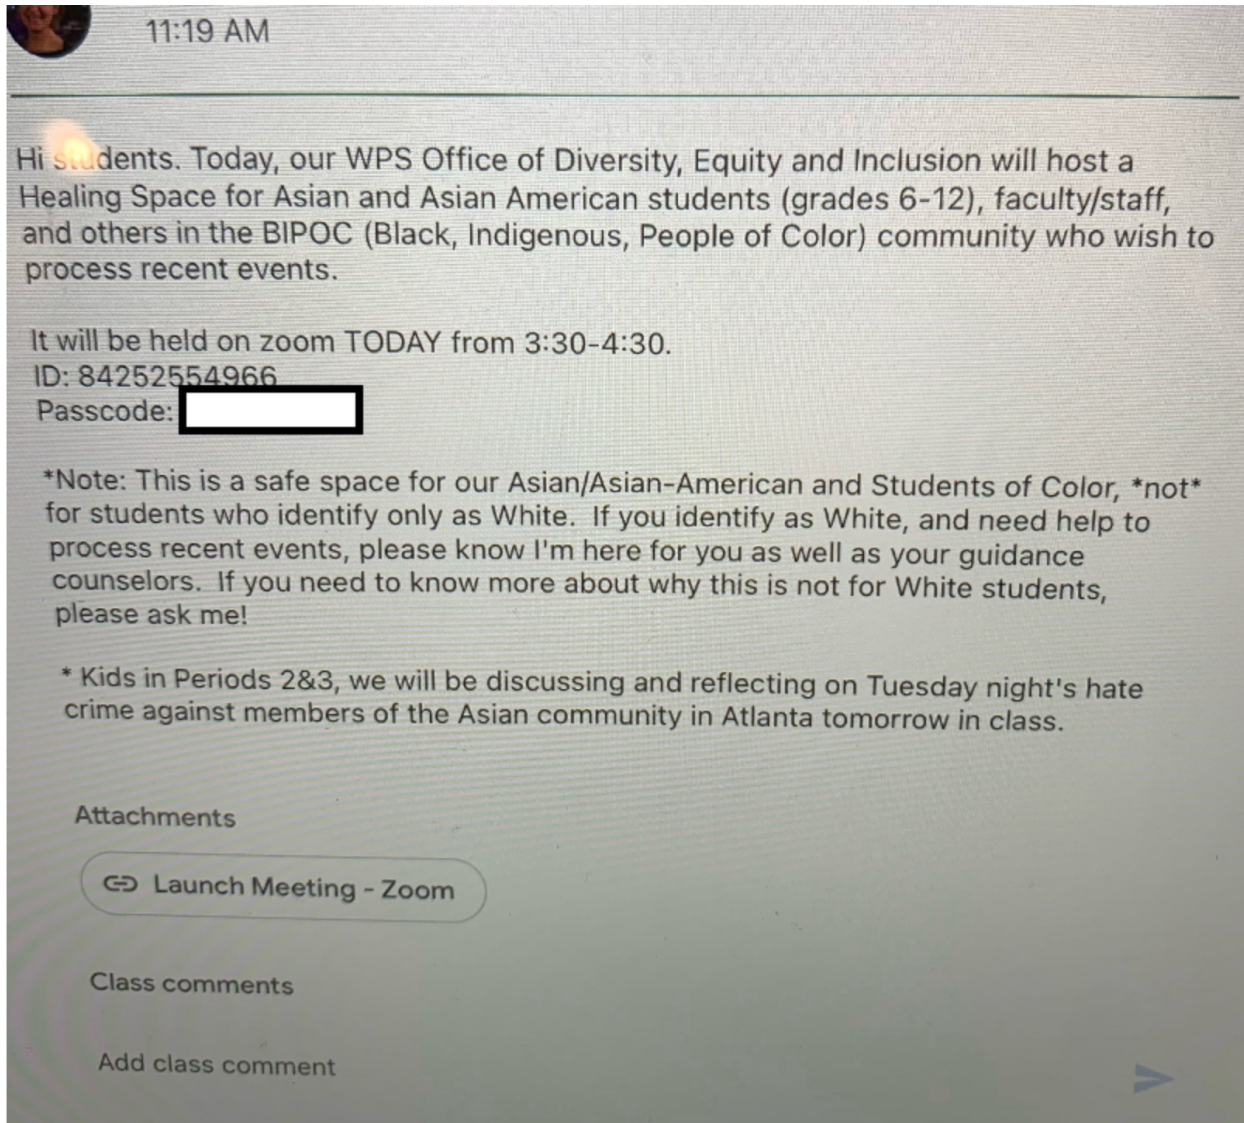 11:19 AM
Hi students. Today, our WPS Office of Diversity, Equity and Inclusion will host a
Healing Space for Asian and Asian American students (grades 6-12), faculty/staff,
and others in the BIPOC (Black, Indigenous, People of Color) community who wish to
process recent events.
It will be held on zoom TODAY from 3:30-4:30.
ID: 84252554966
Passcode:
*Note: This is a safe space for our Asian/Asian-American and Students of Color, *not*
for students who identify only as White. If you identify as White, and need help to
process recent events, please know I'm here for you as well as your guidance
counselors. If you need to know more about why this is not for White students,
please ask me!
* Kids in Periods 2&3, we will be discussing and reflecting on Tuesday night's hate
crime against members of the Asian community in Atlanta tomorrow in class.
Attachments
Launch Meeting - Zoom
Class comments
Add class comment